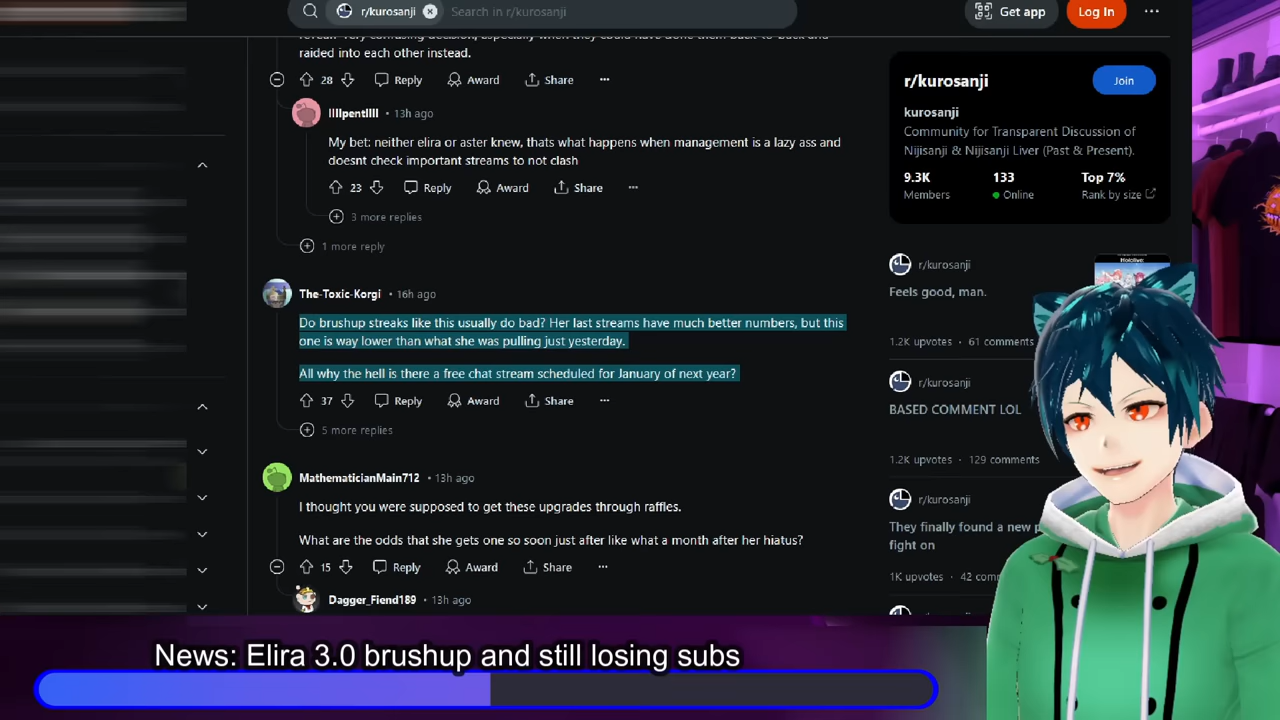 r/kurosanji
Search in r/kurosanji
Get app
Log In
raided into each other instead.
28
Reply
Award
Share
IIIIpentIIII • 13h ago
My bet: neither elira or aster knew, thats what happens when management is a lazy ass and
doesnt check important streams to not clash
23
Reply
Award
Share
3 more replies
1 more reply
The-Toxic-Korgi • 16h ago
Do brushup streaks like this usually do bad? Her last streams have much better numbers, but this
one is way lower than what she was pulling just yesterday.
All why the hell is there a free chat stream scheduled for January of next year?
37
Reply
Award
Share
5 more replies
MathematicianMain712 • 13h ago
I thought you were supposed to get these upgrades through raffles.
What are the odds that she gets one so soon just after like what a month after her hiatus?
15
Reply
Award
Share
Dagger_Fiend189 • 13h ago
r/kurosanji
Join
kurosanji
Community for Transparent Discussion of
Nijisanji & Nijisanji Liver (Past & Present).
9.3K
133
Top 7%
Members
Online
Rank by size
r/kurosanji
Feels good, man.
1.2K upvotes • 61 comments
r/kurosanji
BASED COMMENT LOL
1.2K upvotes • 129 comments
r/kurosanji
They finally found a new
fight on
1K upvotes • 42
News: Elira 3.0 brushup and still losing subs